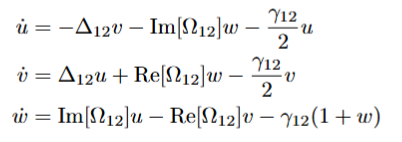 u̇ = −Δ₁₂v − Im[Ω₁₂]w − γ₁₂/2 u
v̇ = Δ₁₂u + Re[Ω₁₂]w − γ₁₂/2 v
ẇ = Im[Ω₁₂]u − Re[Ω₁₂]v − γ₁₂(1 + w)